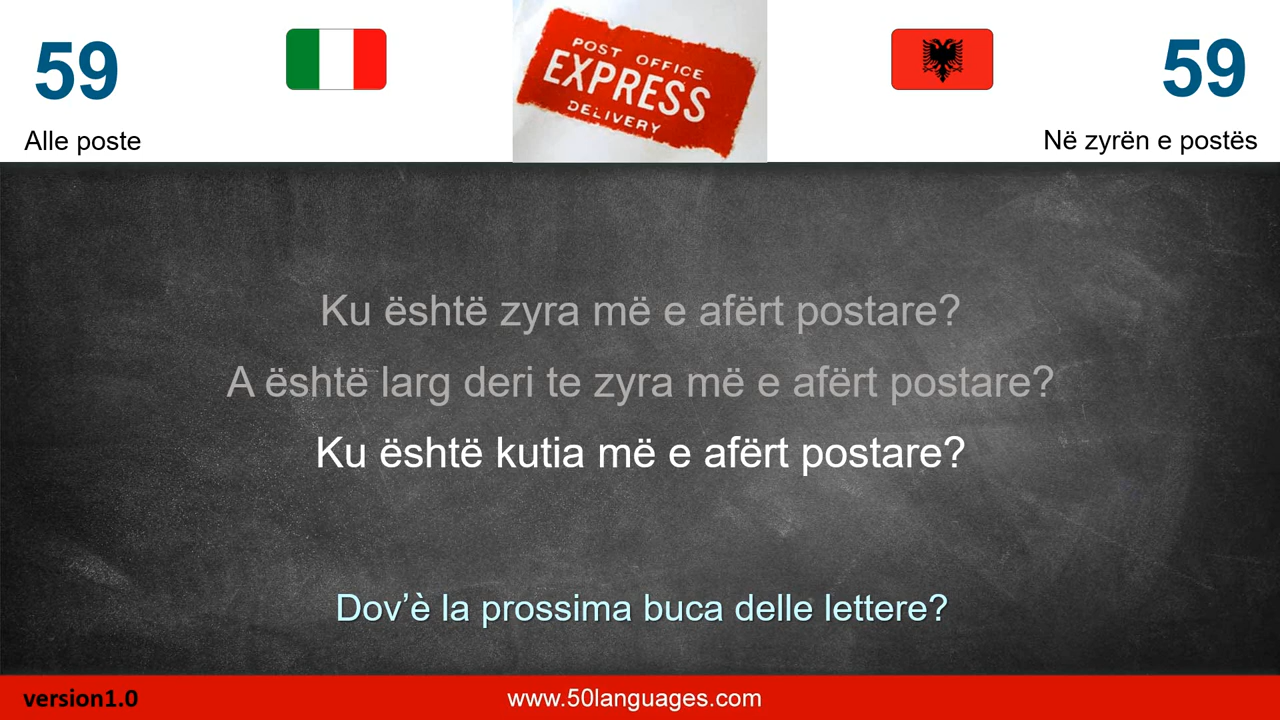 59
59
Alle poste
Në zyrën e postës
POST OFFICE
EXPRESS
DELIVERY
Ku është zyra më e afërt postare?
A është larg deri te zyra më e afërt postare?
Ku është kutia më e afërt postare?
Dov’è la prossima buca delle lettere?
version1.0
www.50languages.com